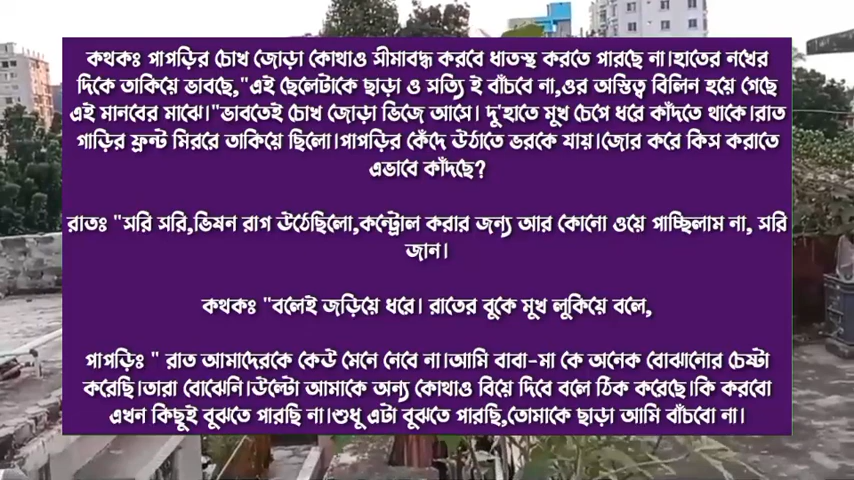 কথকঃ পাপড়ির চোখ জোড়া কোথাও সীমাবদ্ধ করবে ধাতস্থ করতে পারছে না।হাতের নখের
দিকে তাকিয়ে ভাবছে,"এই ছেলেটাকে ছাড়া ও সত্যি ই বাঁচবে না,ওর অস্তিত্ব বিলিন হয়ে গেছে
এই মানবের মাঝে।"ভাবতেই চোখ জোড়া ভিজে আসে। দু'হাতে মুখ চেপে ধরে কাঁদতে থাকে।রাত
গাড়ির ফ্রন্ট মিররে তাকিয়ে ছিলো।পাপড়ির কেঁদে উঠাতে ভরকে যায়।জোর করে কিস করাতে
এভাবে কাঁদছে?
রাতঃ "সরি সরি,ভিষন রাগ উঠেছিলো,কন্ট্রোল করার জন্য আর কোনো ওয়ে পাচ্ছিলাম না, সরি
জান।
কথকঃ "বলেই জড়িয়ে ধরে। রাতের বুকে মুখ লুকিয়ে বলে,
পাপড়িঃ " রাত আমাদেরকে কেউ মেনে নেবে না।আমি বাবা-মা কে অনেক বোঝানোর চেষ্টা
করেছি।তারা বোঝেনি।উল্টো আমাকে অন্য কোথাও বিয়ে দিবে বলে ঠিক করেছে।কি করবো
এখন কিছুই বুঝতে পারছি না।শুধু এটা বুঝতে পারছি,তোমাকে ছাড়া আমি বাঁচবো না।